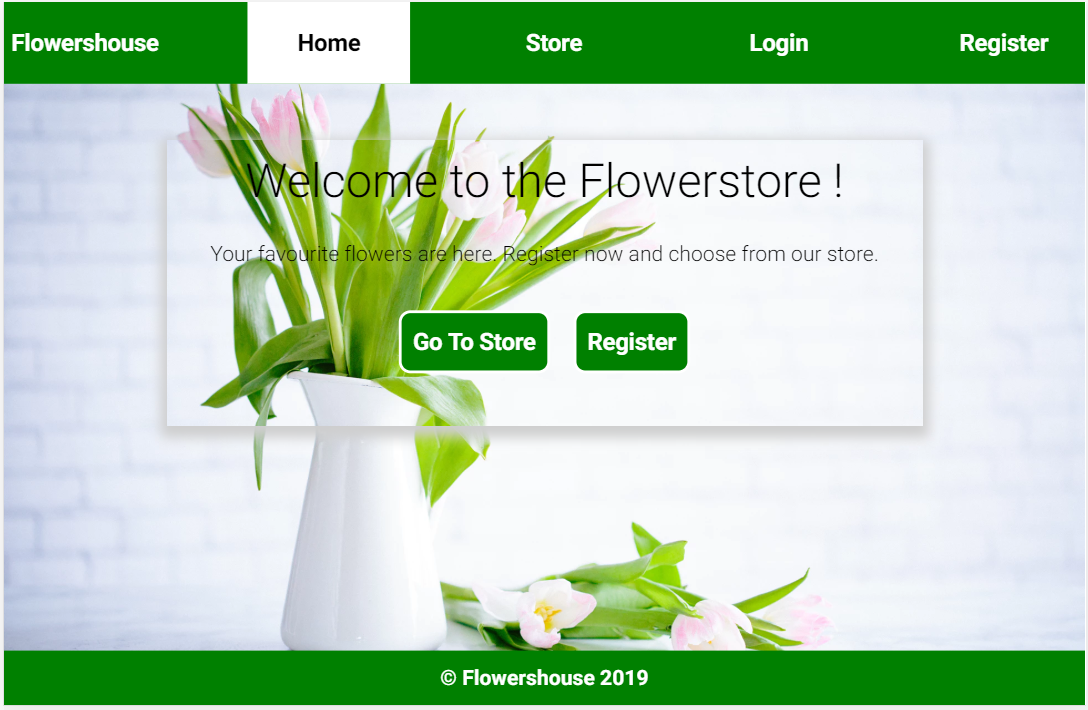 Flowershouse Home Store Login Register
Welcome to the Flowerstore !
Your favourite flowers are here. Register now and choose from our store.
Go To Store Register
© Flowershouse 2019